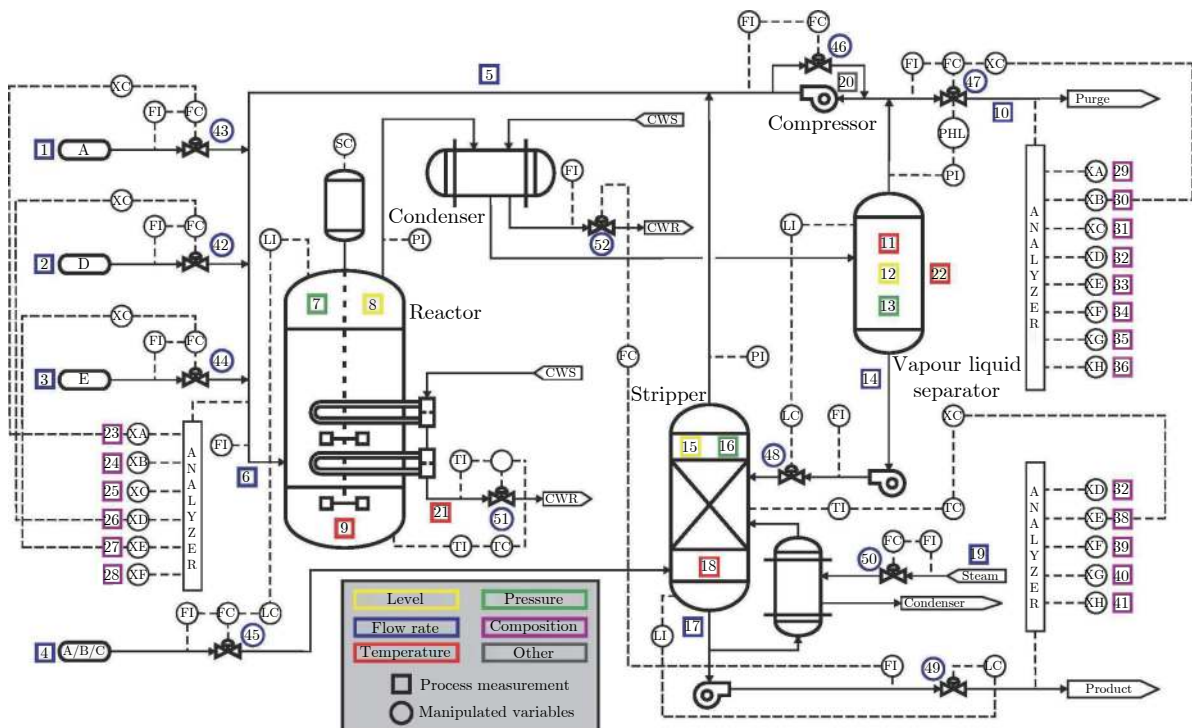 FI
FC
46
5
XC
FI
FC
43
1
A
20
Compressor
FI
FC
XC
47
10
Purge
PHL
PI
SC
CWS
Condenser
FI
52
CWR
XC
FI
FC
42
2
D
LI
PI
7
8
Reactor
LI
11
12
22
13
Vapour liquid
separator
14
ANALYZER
XA
29
XB
30
XC
31
XD
32
XE
33
XF
34
XG
35
XH
36
XC
FI
FC
44
3
E
CWS
FC
PI
Stripper
15
16
LC
FI
48
XC
23
XA
24
XB
25
XC
26
XD
27
XE
28
XF
ANALYZER
FI
6
TI
21
51
CWR
9
TI
TC
TI
TC
ANALYZER
XD
32
XE
38
XF
39
XG
40
XH
41
18
50
FC
FI
19
Steam
Condenser
FI
FC
LC
45
4
A/B/C
17
LI
FI
49
LC
Product
Level
Pressure
Flow rate
Composition
Temperature
Other
Process measurement
Manipulated variables